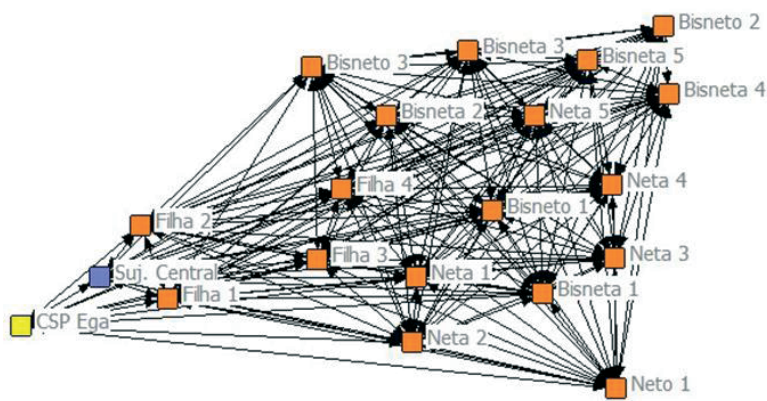 Bisneto 2
Bisneta 3
Bisneta 5
Bisneto 3
Bisneta 4
Bisneta 2
Neta 5
Filha 4
Neta 4
Bisneto 1
Filha 2
Filha 3
Neta 3
Suj. Central
Neta 1
Filha 1
Bisneta 1
CSP Ega
Neta 2
Neto 1